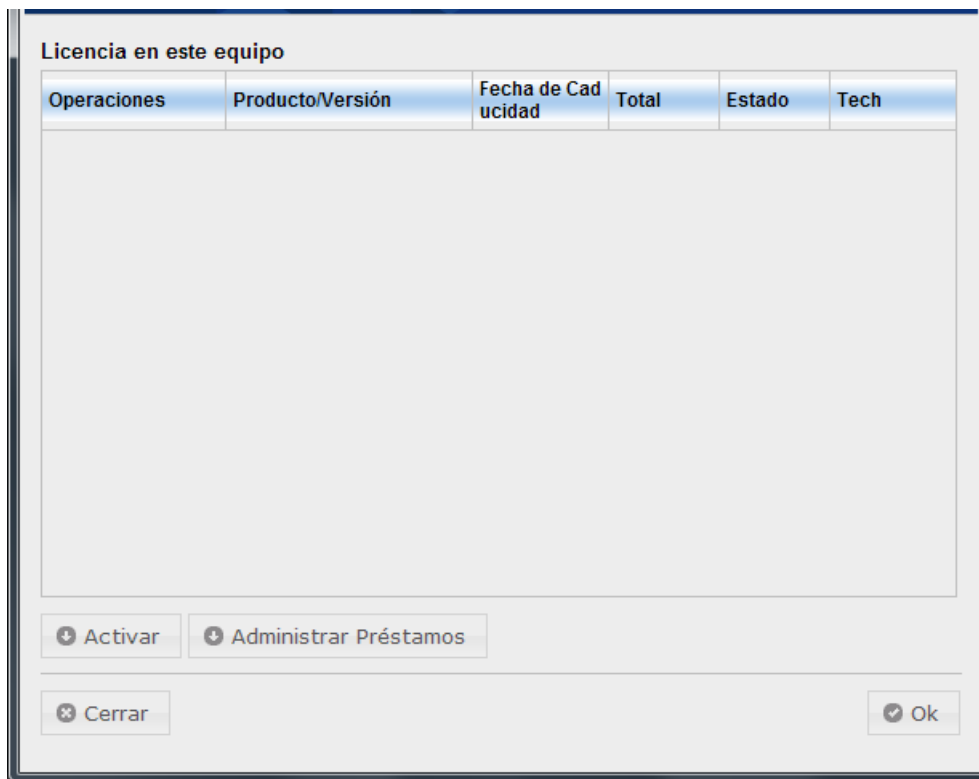 Licencia en este equipo
Operaciones Producto/Versión Fecha de Cad
ucidad Total Estado Tech
Activar Administrar Préstamos
Cerrar Ok